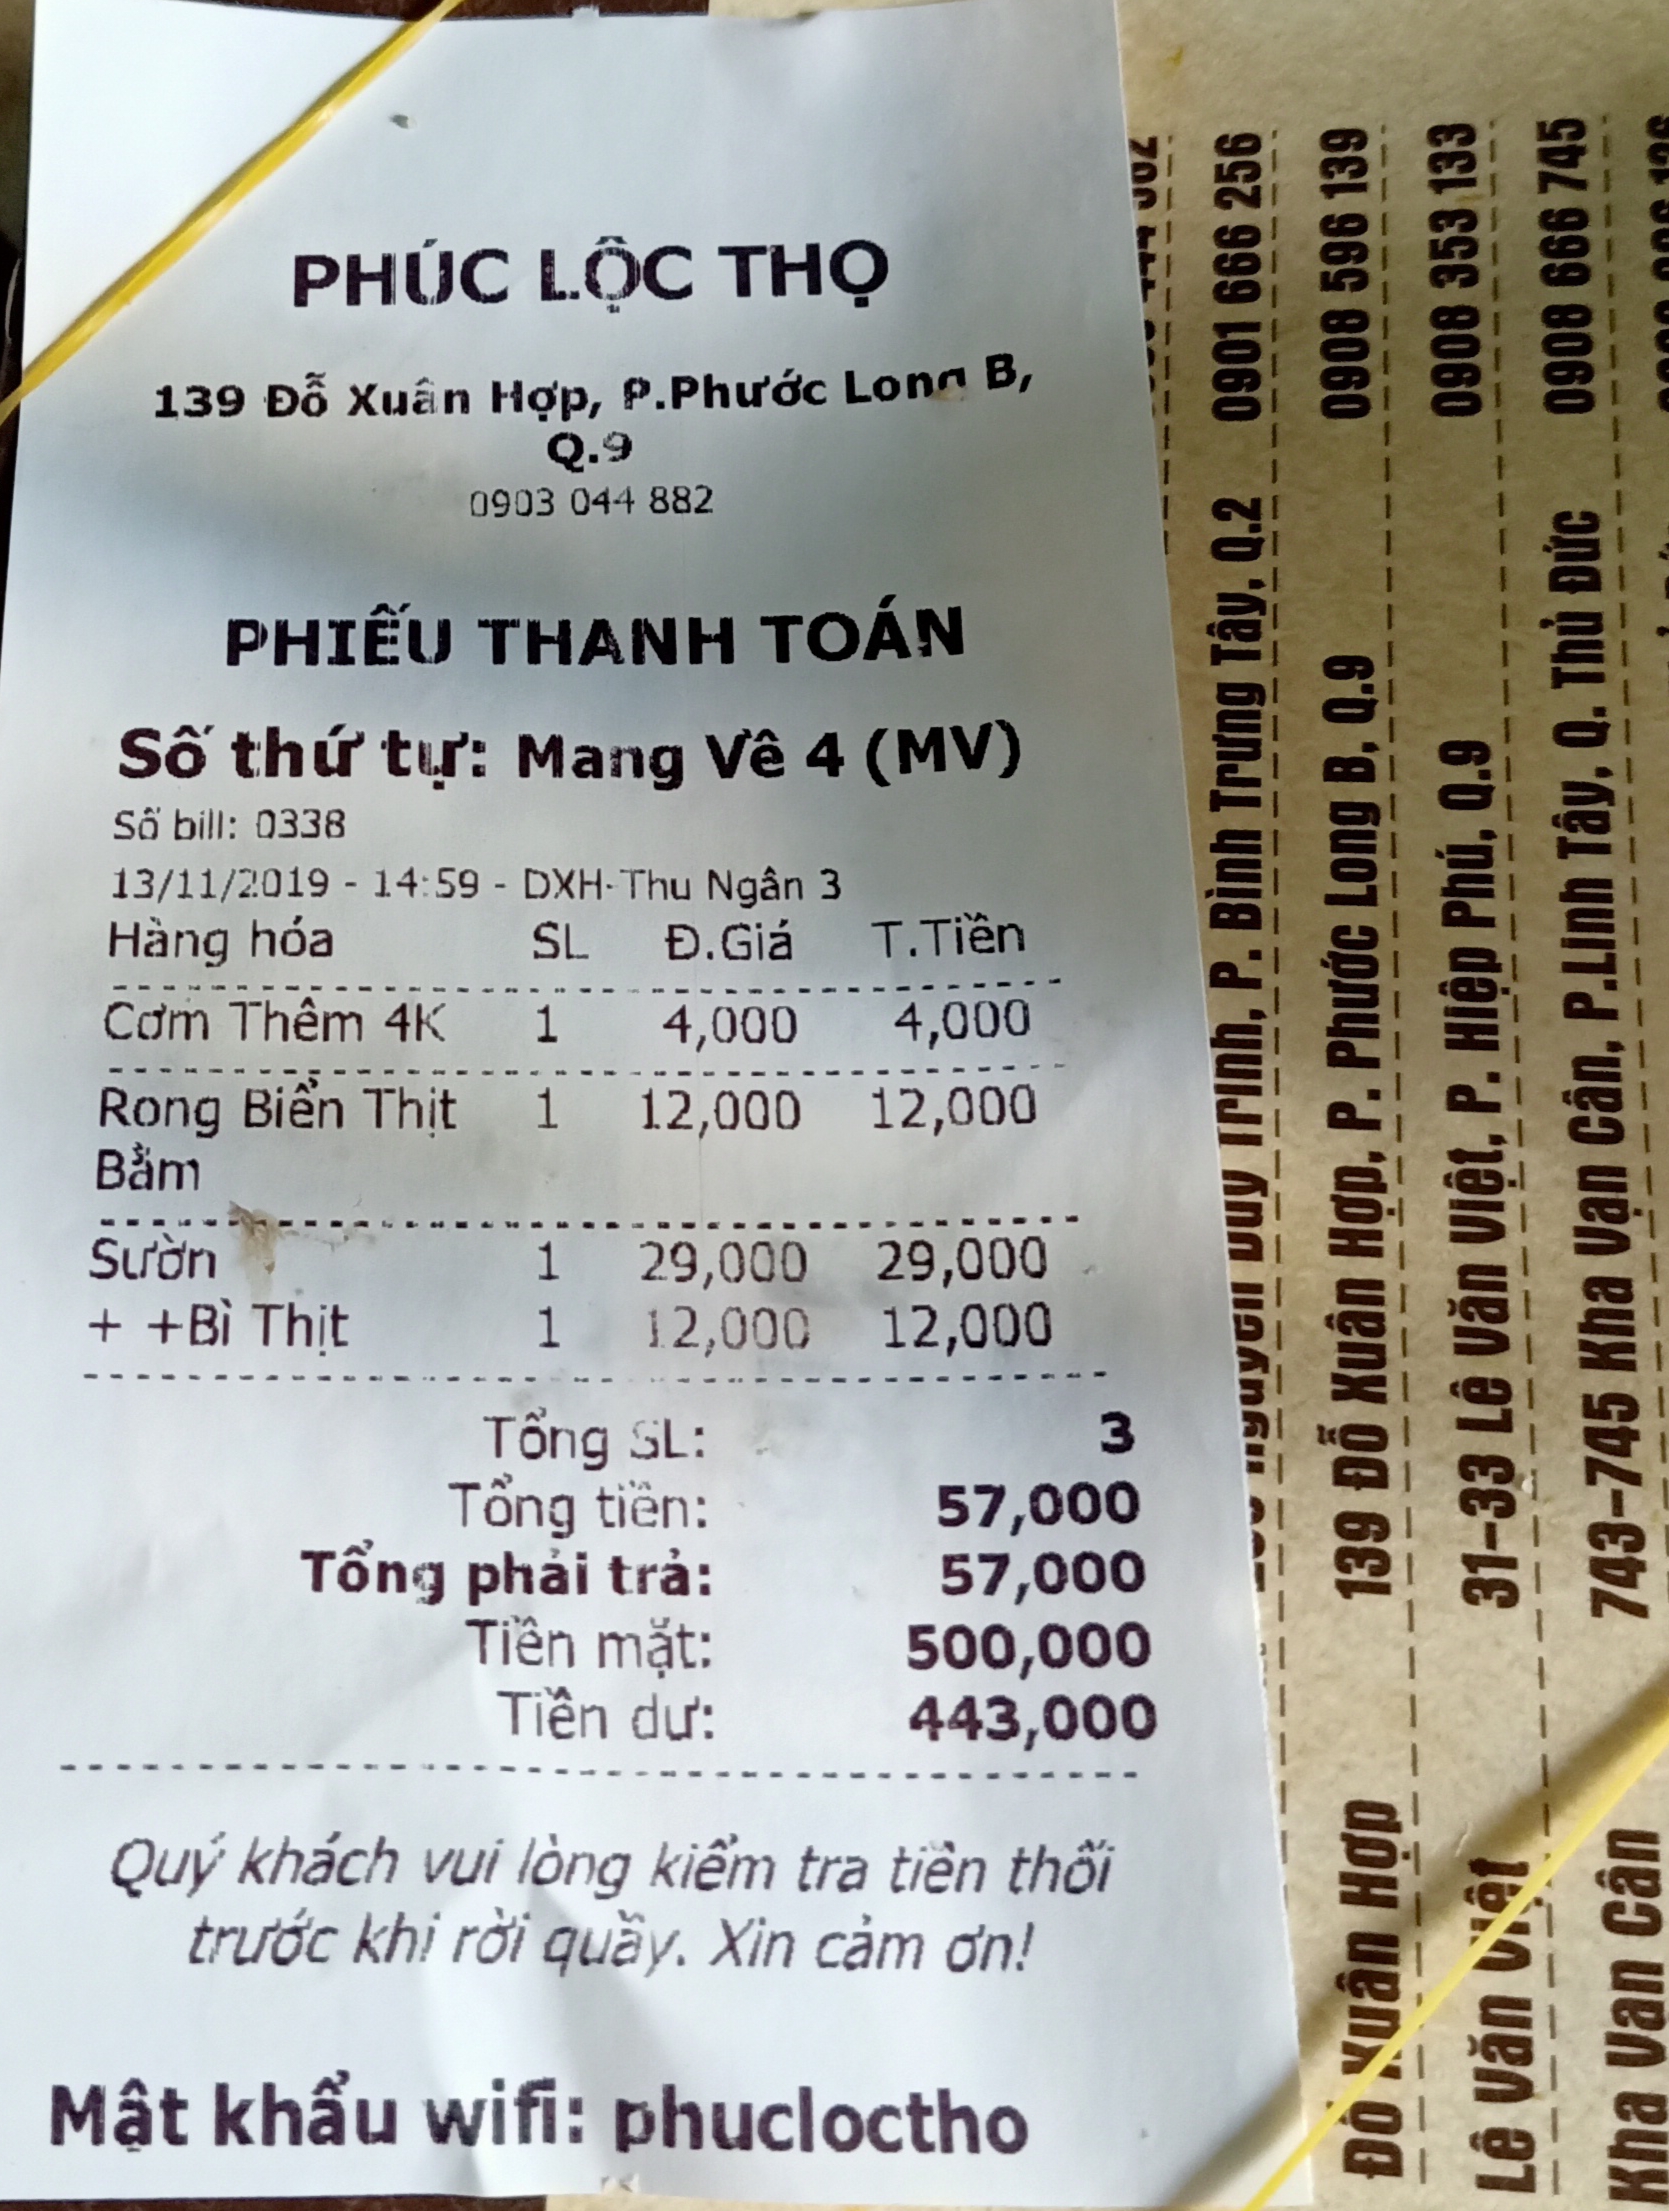 PHÚC LỘC THỌ
139 Đỗ Xuân Hợp, P.Phước Long B,
Q.9
0903 044 882
PHIẾU THANH TOÁN
Số thứ tự: Mang Về 4 (MV)
Số bill: 0338
13/11/2019 - 14:59 - DXH-Thu Ngân 3
Hàng hóa SL Đ.Giá T.Tiền
Cơm Thêm 4K 1 4,000 4,000
Rong Biển Thịt 1 12,000 12,000
Bằm
Sườn 1 29,000 29,000
+ +Bì Thịt 1 12,000 12,000
Tổng SL: 3
Tổng tiền: 57,000
Tổng phải trả: 57,000
Tiền mặt: 500,000
Tiền dư: 443,000
Quý khách vui lòng kiểm tra tiền thối
trước khi rời quầy. Xin cảm ơn!
Mật khẩu wifi: phucloctho
Nguyễn Duy Trinh, P. Bình Trưng Tây, Q.2 0901 666 256
Đỗ Xuân Hợp 139 Đỗ Xuân Hợp, P. Phước Long B, Q.9 0908 596 139
Lê Văn Việt 31-33 Lê Văn Việt, P. Hiệp Phú, Q.9 0908 353 133
Kha Vạn Cân 743-745 Kha Vạn Cân, P.Linh Tây, Q. Thủ Đức 0908 666 745